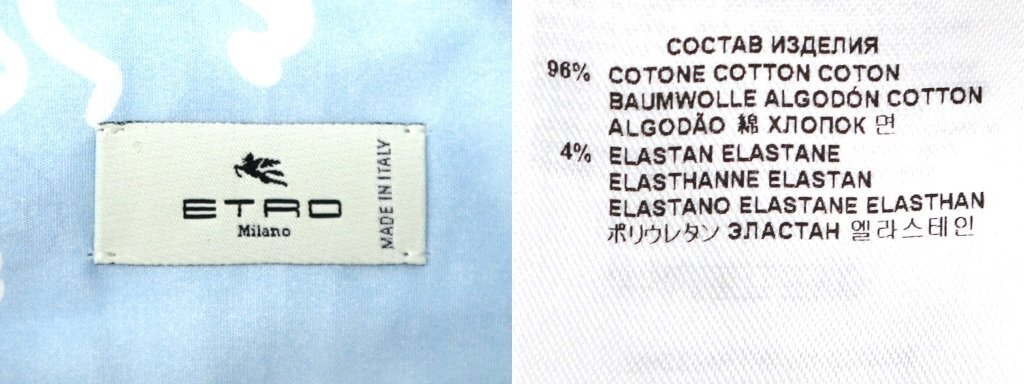 ETRO
Milano
MADE IN ITALY
СОСТАВ ИЗДЕЛИЯ
96% COTONE COTTON COTON
BAUMWOLLE ALGODÓN COTTON
ALGODÃO 綿 ХЛОПОК 면
4% ELASTAN ELASTANE
ELASTHANNE ELASTAN
ELASTANO ELASTANE ELASTHAN
ポリウレタン ЭЛАСТАН 엘라스테인